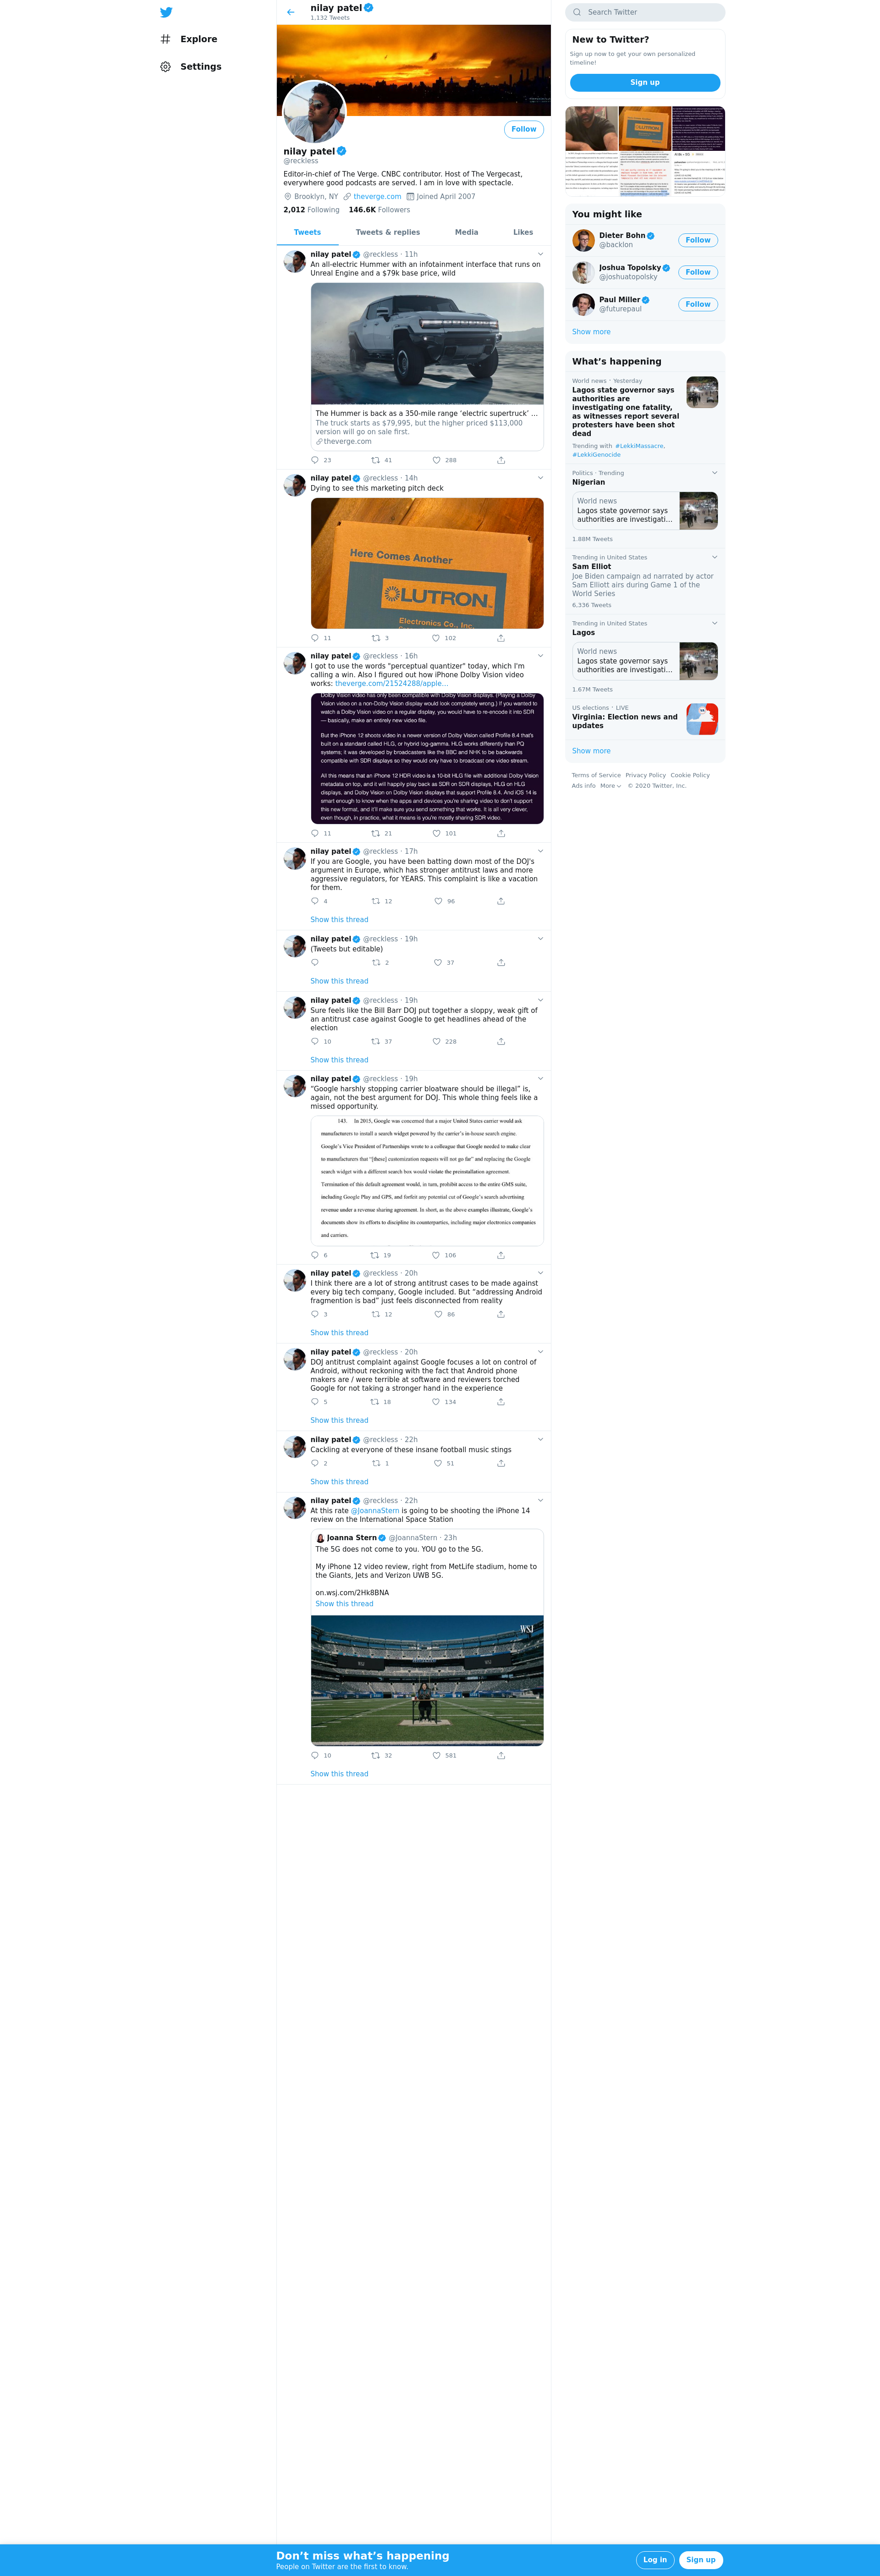 Explore
Settings
nilay patel
1,132 Tweets
Follow
nilay patel
@reckless
Editor-in-chief of The Verge. CNBC contributor. Host of The Vergecast,
everywhere good podcasts are served. I am in love with spectacle.
Brooklyn, NY theverge.com Joined April 2007
2,012 Following 146.6K Followers
Tweets Tweets & replies Media Likes
nilay patel @reckless · 11h
An all-electric Hummer with an infotainment interface that runs on
Unreal Engine and a $79k base price, wild
The Hummer is back as a 350-mile range ‘electric supertruck’ ...
The truck starts as $79,995, but the higher priced $113,000
version will go on sale first.
theverge.com
23 41 288
nilay patel @reckless · 14h
Dying to see this marketing pitch deck
Here Comes Another
LUTRON
Electronics Co., Inc.
11 3 102
nilay patel @reckless · 16h
I got to use the words "perceptual quantizer" today, which I'm
calling a win. Also I figured out how iPhone Dolby Vision video
works: theverge.com/21524288/apple…
Dolby Vision video has only been compatible with Dolby Vision displays. (Playing a Dolby
Vision video on a non-Dolby Vision display would look completely wrong.) If you wanted to
watch a Dolby Vision video on a regular display, you would have to re-encode it into SDR
— basically, make an entirely new video file.
But the iPhone 12 shoots video in a newer version of Dolby Vision called Profile 8.4 that's
built on a standard called HLG, or hybrid log-gamma. HLG works differently than PQ
systems; it was developed by broadcasters like the BBC and NHK to be backwards
compatible with SDR displays so they would only have to broadcast one video stream.
All this means that an iPhone 12 HDR video is a 10-bit HLG file with additional Dolby Vision
metadata on top, and it will happily play back as SDR on SDR displays, HLG on HLG
displays, and Dolby Vision on Dolby Vision displays that support Profile 8.4. And iOS 14 is
smart enough to know when the apps and devices you're sharing video to don't support
this new format, and it'll make sure you send something that works. It is all very clever,
even though, in practice, what it means is you're mostly sharing SDR video.
11 21 101
nilay patel @reckless · 17h
If you are Google, you have been batting down most of the DOJ's
argument in Europe, which has stronger antitrust laws and more
aggressive regulators, for YEARS. This complaint is like a vacation
for them.
4 12 96
Show this thread
nilay patel @reckless · 19h
(Tweets but editable)
2 37
Show this thread
nilay patel @reckless · 19h
Sure feels like the Bill Barr DOJ put together a sloppy, weak gift of
an antitrust case against Google to get headlines ahead of the
election
10 37 228
Show this thread
nilay patel @reckless · 19h
“Google harshly stopping carrier bloatware should be illegal” is,
again, not the best argument for DOJ. This whole thing feels like a
missed opportunity.
143. In 2015, Google was concerned that a major United States carrier would ask
manufacturers to install a search widget powered by the carrier's in-house search engine.
Google's Vice President of Partnerships wrote to a colleague that Google needed to make clear
to manufacturers that “[these] customization requests will not go far” and replacing the Google
search widget with a different search box would violate the preinstallation agreement.
Termination of this default agreement would, in turn, prohibit access to the entire GMS suite,
including Google Play and GPS, and forfeit any potential cut of Google's search advertising
revenue under a revenue sharing agreement. In short, as the above examples illustrate, Google's
documents show its efforts to discipline its counterparties, including major electronics companies
and carriers.
6 19 106
nilay patel @reckless · 20h
I think there are a lot of strong antitrust cases to be made against
every big tech company, Google included. But “addressing Android
fragmention is bad” just feels disconnected from reality
3 12 86
Show this thread
nilay patel @reckless · 20h
DOJ antitrust complaint against Google focuses a lot on control of
Android, without reckoning with the fact that Android phone
makers are / were terrible at software and reviewers torched
Google for not taking a stronger hand in the experience
5 18 134
Show this thread
nilay patel @reckless · 22h
Cackling at everyone of these insane football music stings
2 1 51
Show this thread
nilay patel @reckless · 22h
At this rate @JoannaStern is going to be shooting the iPhone 14
review on the International Space Station
Joanna Stern @JoannaStern · 23h
The 5G does not come to you. YOU go to the 5G.
My iPhone 12 video review, right from MetLife stadium, home to
the Giants, Jets and Verizon UWB 5G.
on.wsj.com/2Hk8BNA
Show this thread
WSJ
10 32 581
Show this thread
Search Twitter
New to Twitter?
Sign up now to get your own personalized
timeline!
Sign up
LUTRON
You might like
Dieter Bohn
@backlon
Follow
Joshua Topolsky
@joshuatopolsky
Follow
Paul Miller
@futurepaul
Follow
Show more
What’s happening
World news · Yesterday
Lagos state governor says
authorities are
investigating one fatality,
as witnesses report several
protesters have been shot
dead
Trending with #LekkiMassacre,
#LekkiGenocide
Politics · Trending
Nigerian
World news
Lagos state governor says
authorities are investigati…
1.88M Tweets
Trending in United States
Sam Elliot
Joe Biden campaign ad narrated by actor
Sam Elliott airs during Game 1 of the
World Series
6,336 Tweets
Trending in United States
Lagos
World news
Lagos state governor says
authorities are investigati…
1.67M Tweets
US elections · LIVE
Virginia: Election news and
updates
Show more
Terms of Service Privacy Policy Cookie Policy
Ads info More © 2020 Twitter, Inc.
Don’t miss what’s happening
People on Twitter are the first to know.
Log in
Sign up